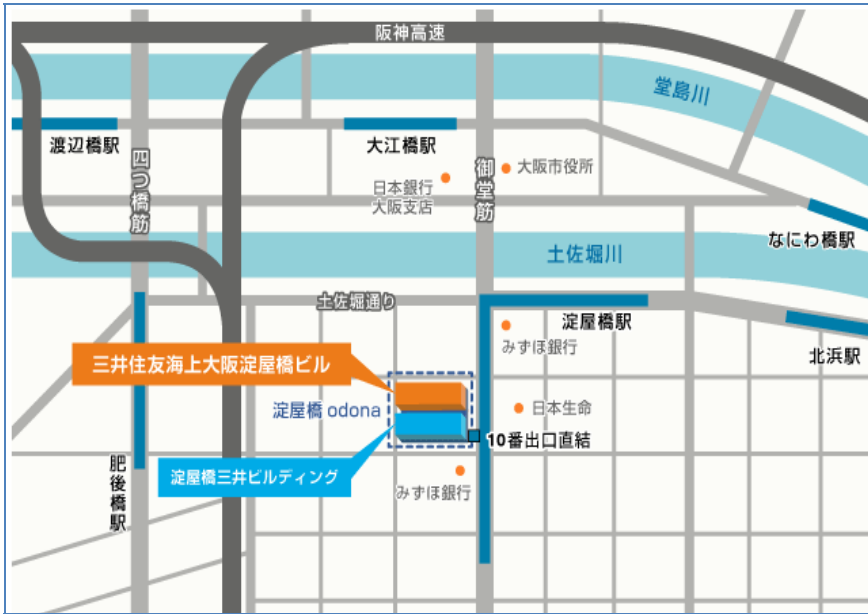 阪神高速
堂島川
渡辺橋駅
四つ橋筋
大江橋駅
御堂筋
大阪市役所
日本銀行
大阪支店
なにわ橋駅
土佐堀川
土佐堀通り
淀屋橋駅
みずほ銀行
北浜駅
三井住友海上大阪淀屋橋ビル
淀屋橋 odona
日本生命
10番出口直結
肥後橋駅
淀屋橋三井ビルディング
みずほ銀行